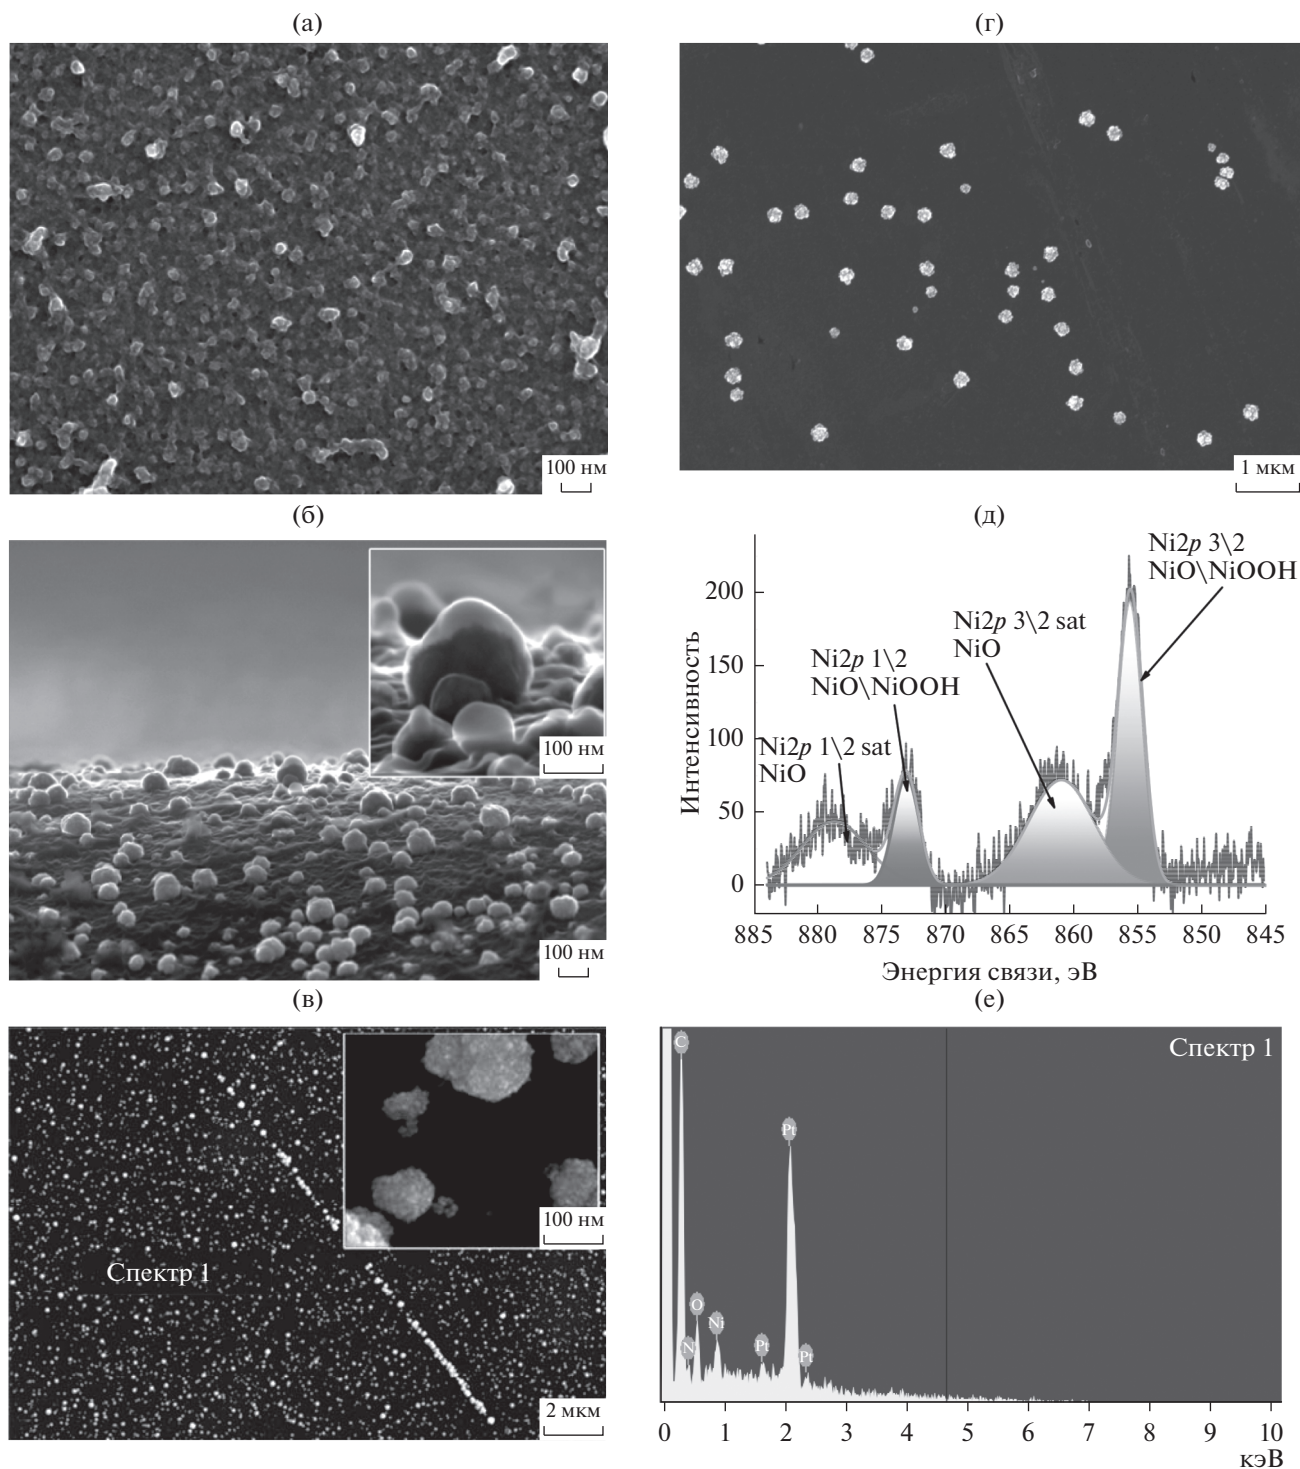 (а)
100 нм
(б)
100 нм
100 нм
(в)
Спектр 1
100 нм
2 мкм
(г)
1 мкм
(д)
Интенсивность
200
150
100
50
0
Ni2p 3\2
NiO\NiOOH
Ni2p 3\2 sat
NiO
Ni2p 1\2
NiO\NiOOH
Ni2p 1\2 sat
NiO
885 880 875 870 865 860 855 850 845
Энергия связи, эВ
(е)
Спектр 1
C
N
O
Ni
Pt
Pt
Pt
0 1 2 3 4 5 6 7 8 9 10
кэВ